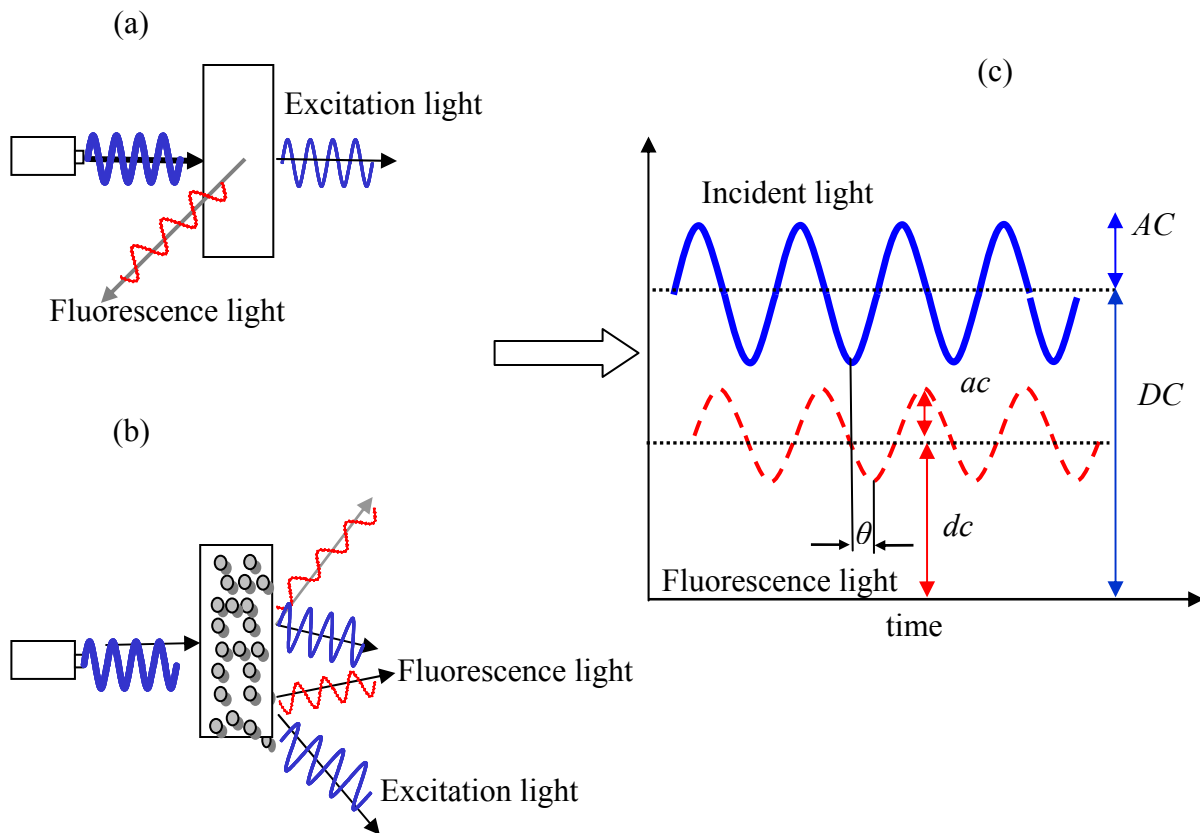 (a)
Excitation light
Fluorescence light
(b)
Fluorescence light
Excitation light
(c)
Incident light
AC
ac
DC
θ
dc
Fluorescence light
time